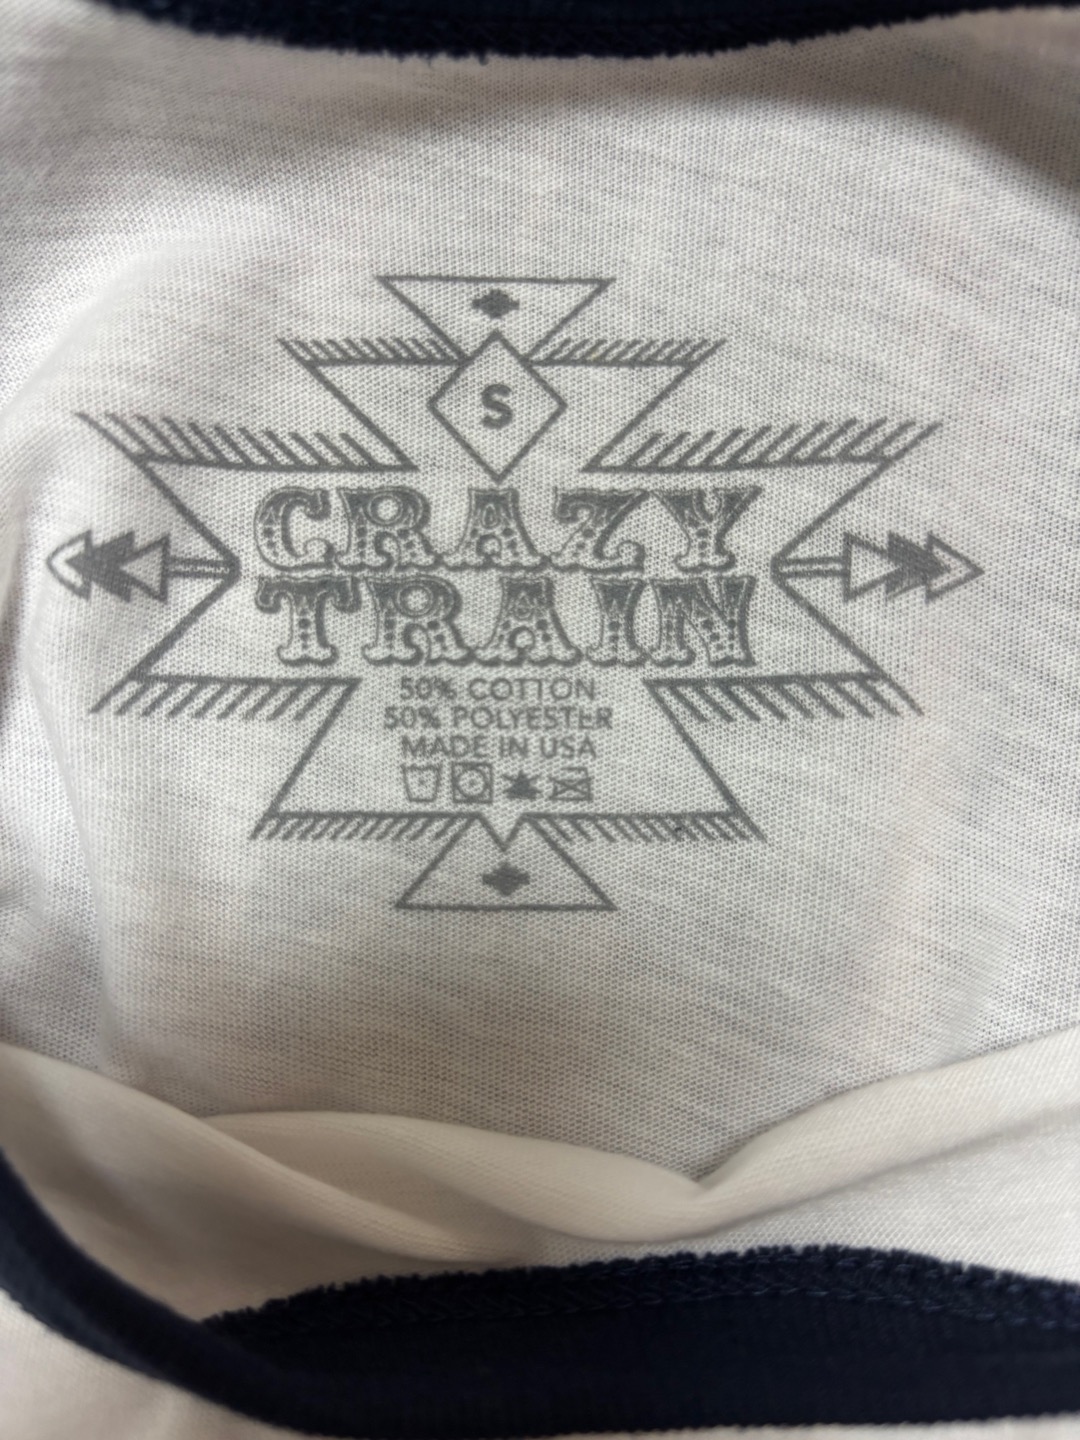 S
CRAZY
TRAIN
50% COTTON
50% POLYESTER
MADE IN USA